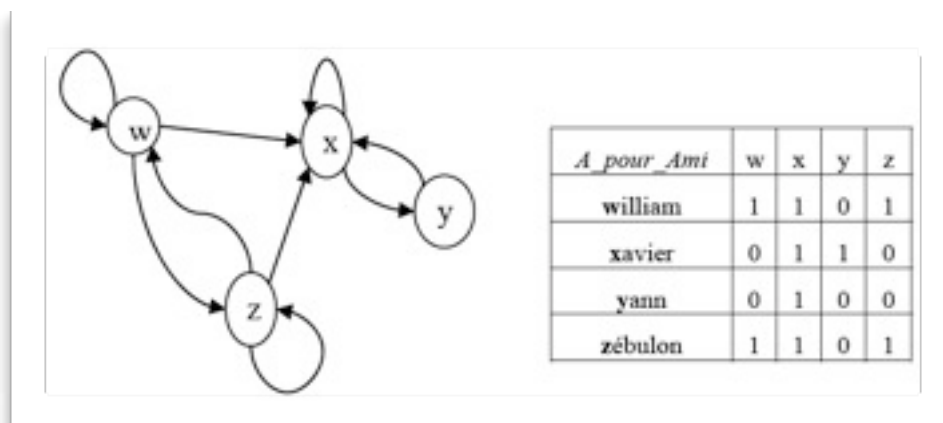 w
x
y
z
A_pour_Ami w x y z
william 1 1 0 1
xavier 0 1 1 0
yann 0 1 0 0
zébulon 1 1 0 1